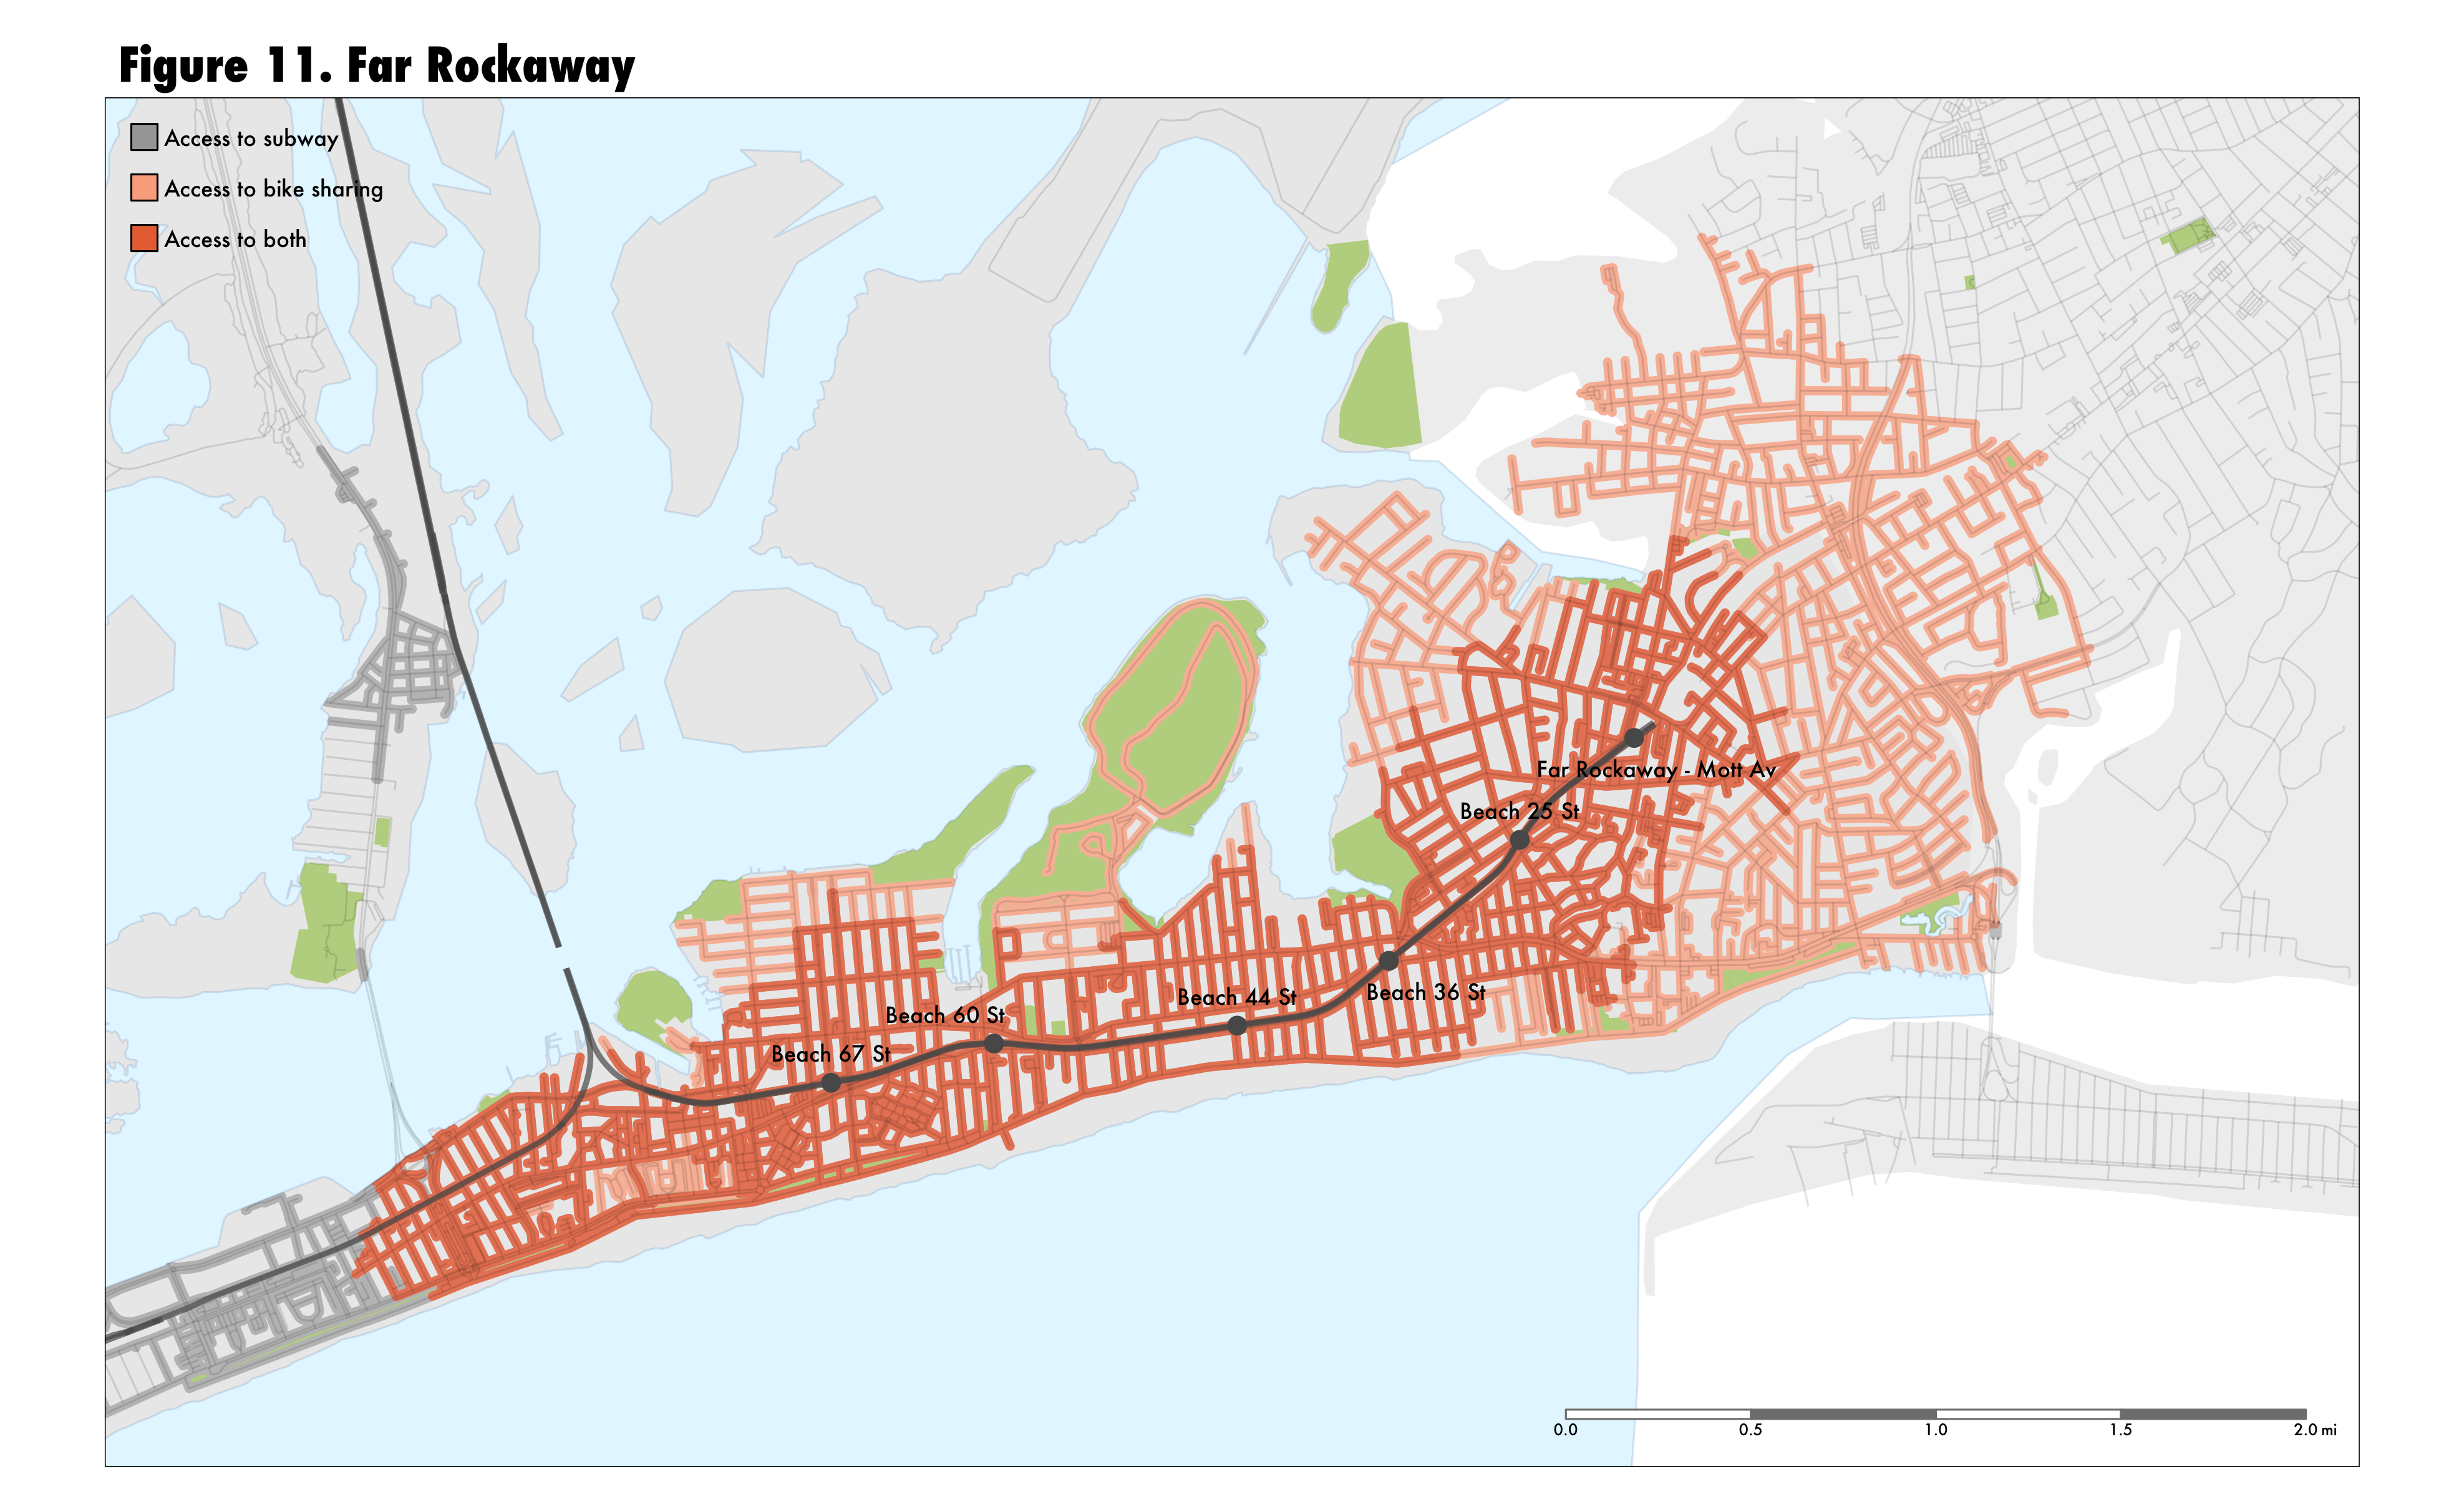 Figure 11. Far Rockaway
Access to subway
Access to bike sharing
Access to both
Far Rockaway - Mott Av
Beach 25 St
Beach 36 St
Beach 44 St
Beach 60 St
Beach 67 St
0.0 0.5 1.0 1.5 2.0 mi